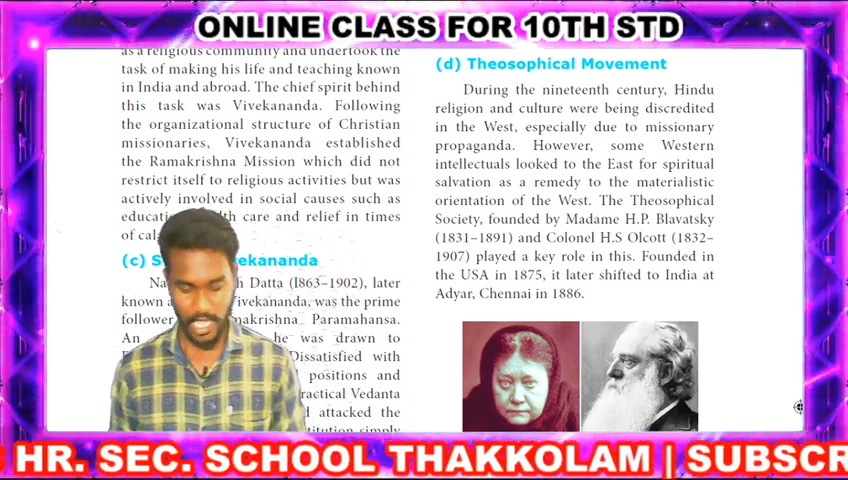 ONLINE CLASS FOR 10TH STD
as a religious community and undertook the
task of making his life and teaching known
in India and abroad. The chief spirit behind
this task was Vivekananda. Following
the organizational structure of Christian
missionaries, Vivekananda established
the Ramakrishna Mission which did not
restrict itself to religious activities but was
actively involved in social causes such as
care and relief in times
of
(c) S ekananda
Datta (l863–1902), later
known Vivekananda, was the prime
follower makrishna Paramahansa.
An he was drawn to
Dissatisfied with
positions and
ractical Vedanta
attacked the
(d) Theosophical Movement
During the nineteenth century, Hindu
religion and culture were being discredited
in the West, especially due to missionary
propaganda. However, some Western
intellectuals looked to the East for spiritual
salvation as a remedy to the materialistic
orientation of the West. The Theosophical
Society, founded by Madame H.P. Blavatsky
(1831–1891) and Colonel H.S Olcott (1832–
1907) played a key role in this. Founded in
the USA in 1875, it later shifted to India at
Adyar, Chennai in 1886.
HR. SEC. SCHOOL THAKKOLAM | SUBSCR